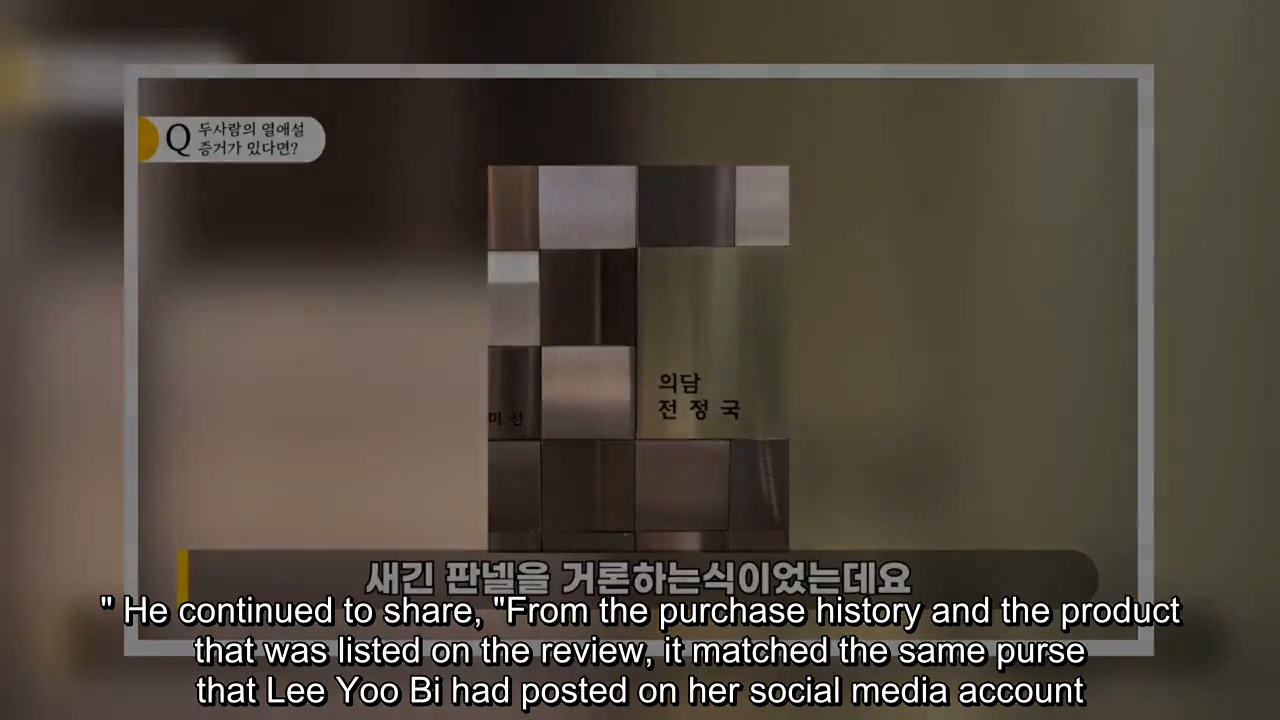 Q 두사람의 열애설
증거가 있다면?
의담
전 정 국
미 선
새긴 판넬을 거론하는식이었는데요
" He continued to share, "From the purchase history and the product
that was listed on the review, it matched the same purse
that Lee Yoo Bi had posted on her social media account